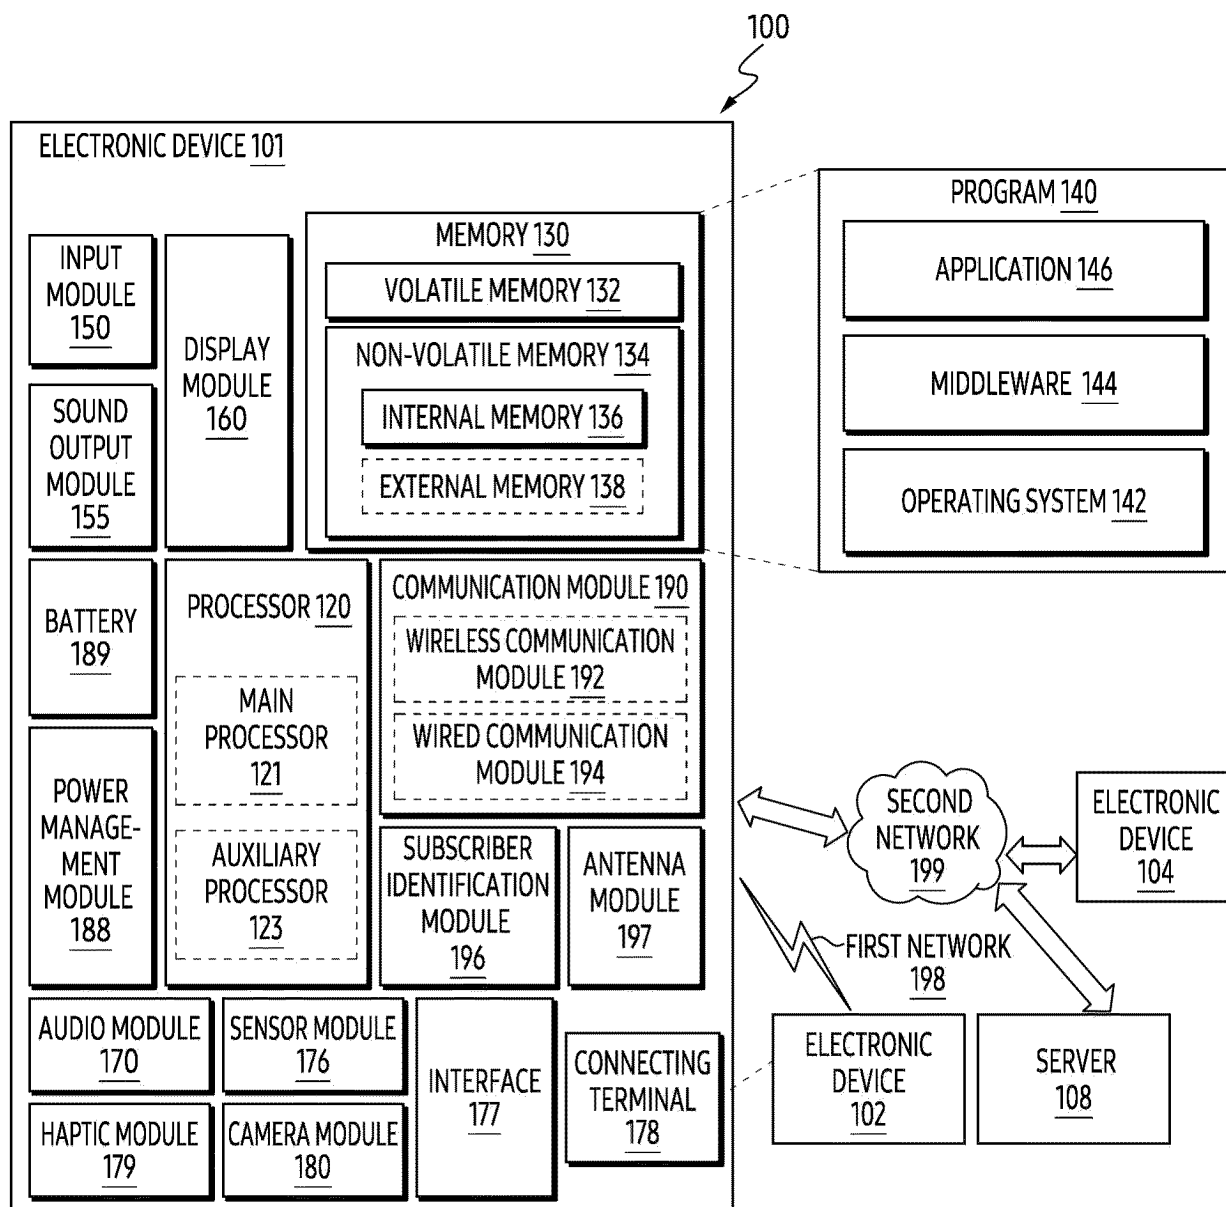 100
ELECTRONIC DEVICE 101
INPUT
MODULE
150
SOUND
OUTPUT
MODULE
155
DISPLAY
MODULE
160
MEMORY 130
VOLATILE MEMORY 132
NON-VOLATILE MEMORY 134
INTERNAL MEMORY 136
EXTERNAL MEMORY 138
PROGRAM 140
APPLICATION 146
MIDDLEWARE 144
OPERATING SYSTEM 142
BATTERY
189
POWER
MANAGE-
MENT MODULE
188
PROCESSOR 120
MAIN
PROCESSOR
121
AUXILIARY
PROCESSOR
123
COMMUNICATION MODULE 190
WIRELESS COMMUNICATION
MODULE 192
WIRED COMMUNICATION
MODULE 194
SUBSCRIBER
IDENTIFICATION
MODULE
196
ANTENNA
MODULE
197
SECOND
NETWORK
199
ELECTRONIC
DEVICE
104
FIRST NETWORK
198
AUDIO MODULE
170
SENSOR MODULE
176
HAPTIC MODULE
179
CAMERA MODULE
180
INTERFACE
177
CONNECTING
TERMINAL
178
ELECTRONIC
DEVICE
102
SERVER
108